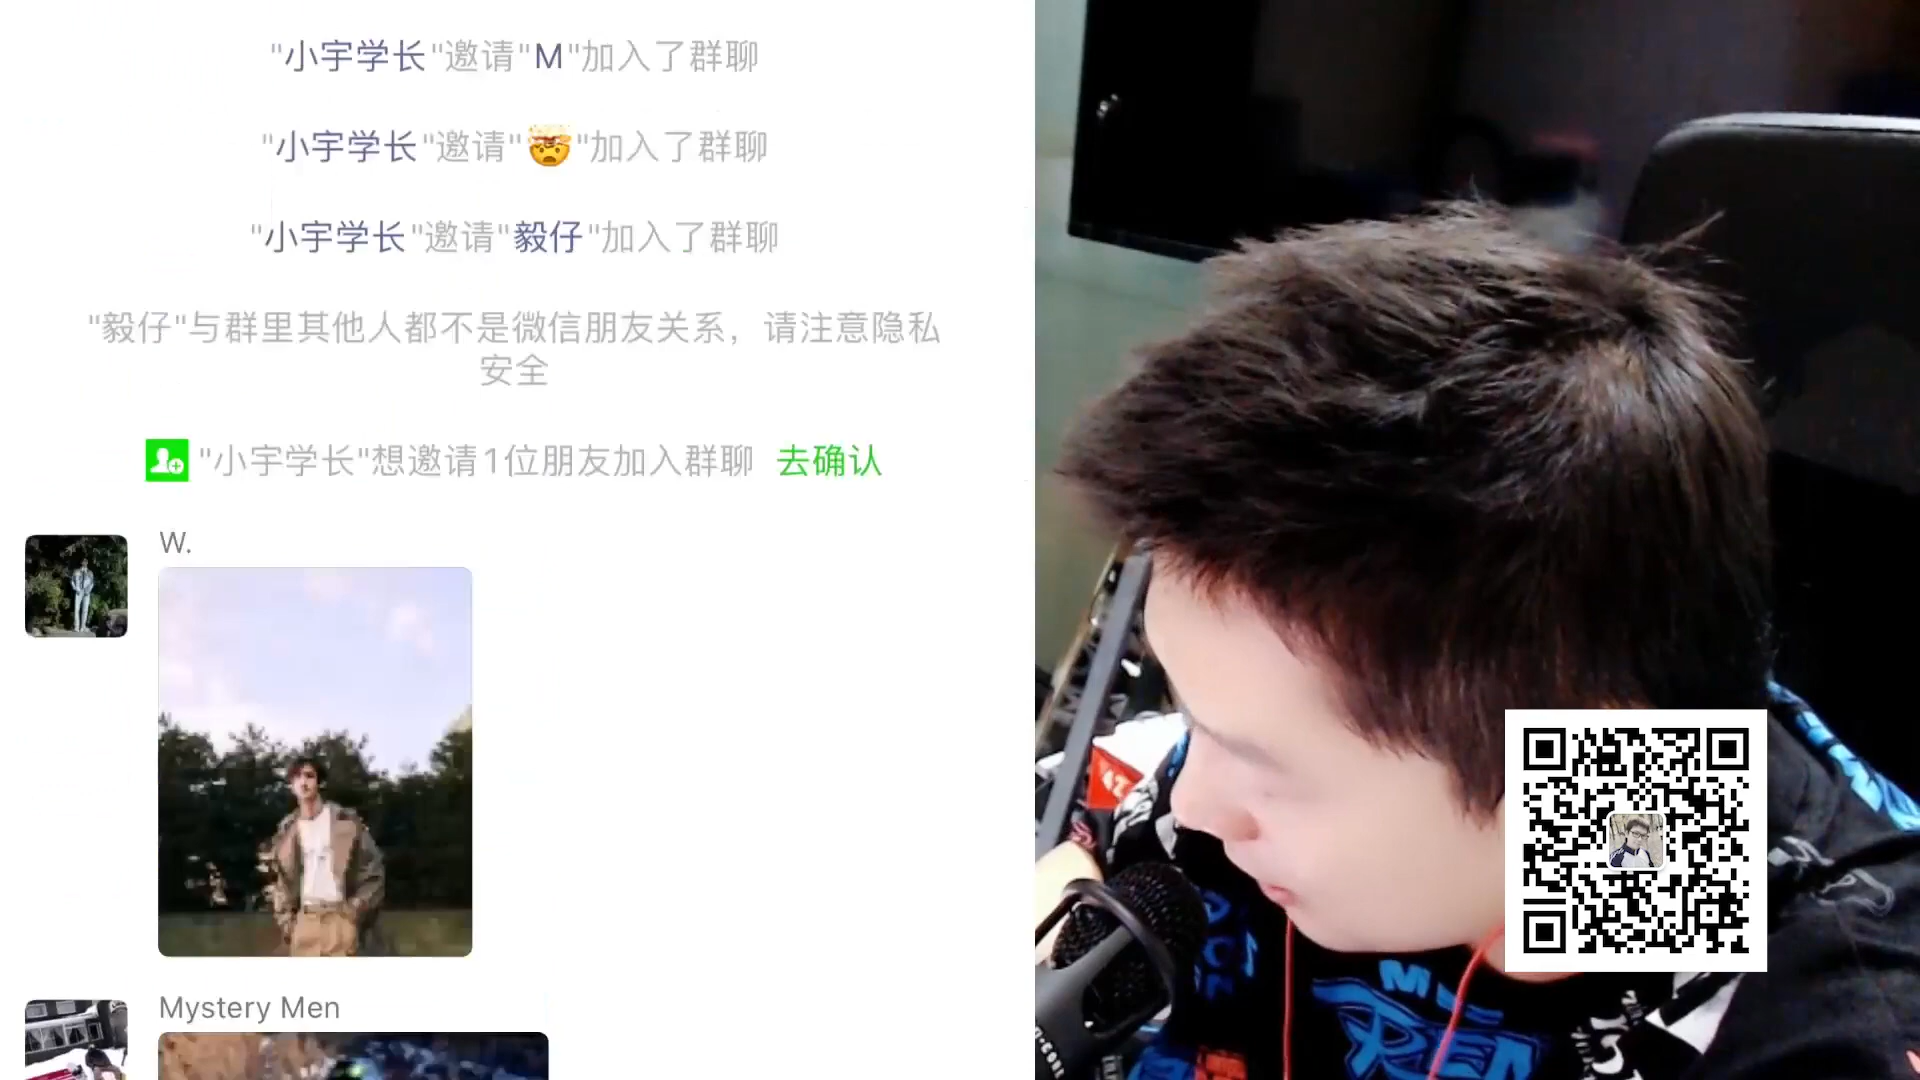 "小宇学长"邀请"M"加入了群聊
"小宇学长"邀请"🤯"加入了群聊
"小宇学长"邀请"毅仔"加入了群聊
"毅仔"与群里其他人都不是微信朋友关系，请注意隐私
安全
"小宇学长"想邀请1位朋友加入群聊 去确认
W.
Mystery Men